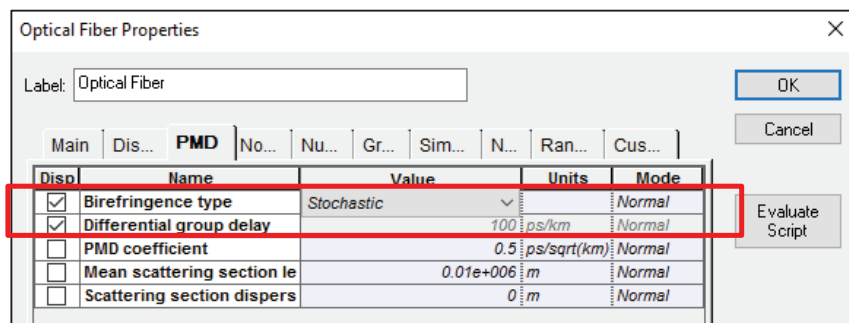 Optical Fiber Properties
Label: Optical Fiber
OK
Cancel
Main Dis... PMD No... Nu... Gr... Sim... N... Ran... Cus...
Disp Name Value Units Mode
Birefringence type Stochastic Normal
Differential group delay 100 ps/km Normal
Evaluate Script
PMD coefficient 0.5 ps/sqrt(km) Normal
Mean scattering section le 0.01e+006 m Normal
Scattering section dispers 0 m Normal